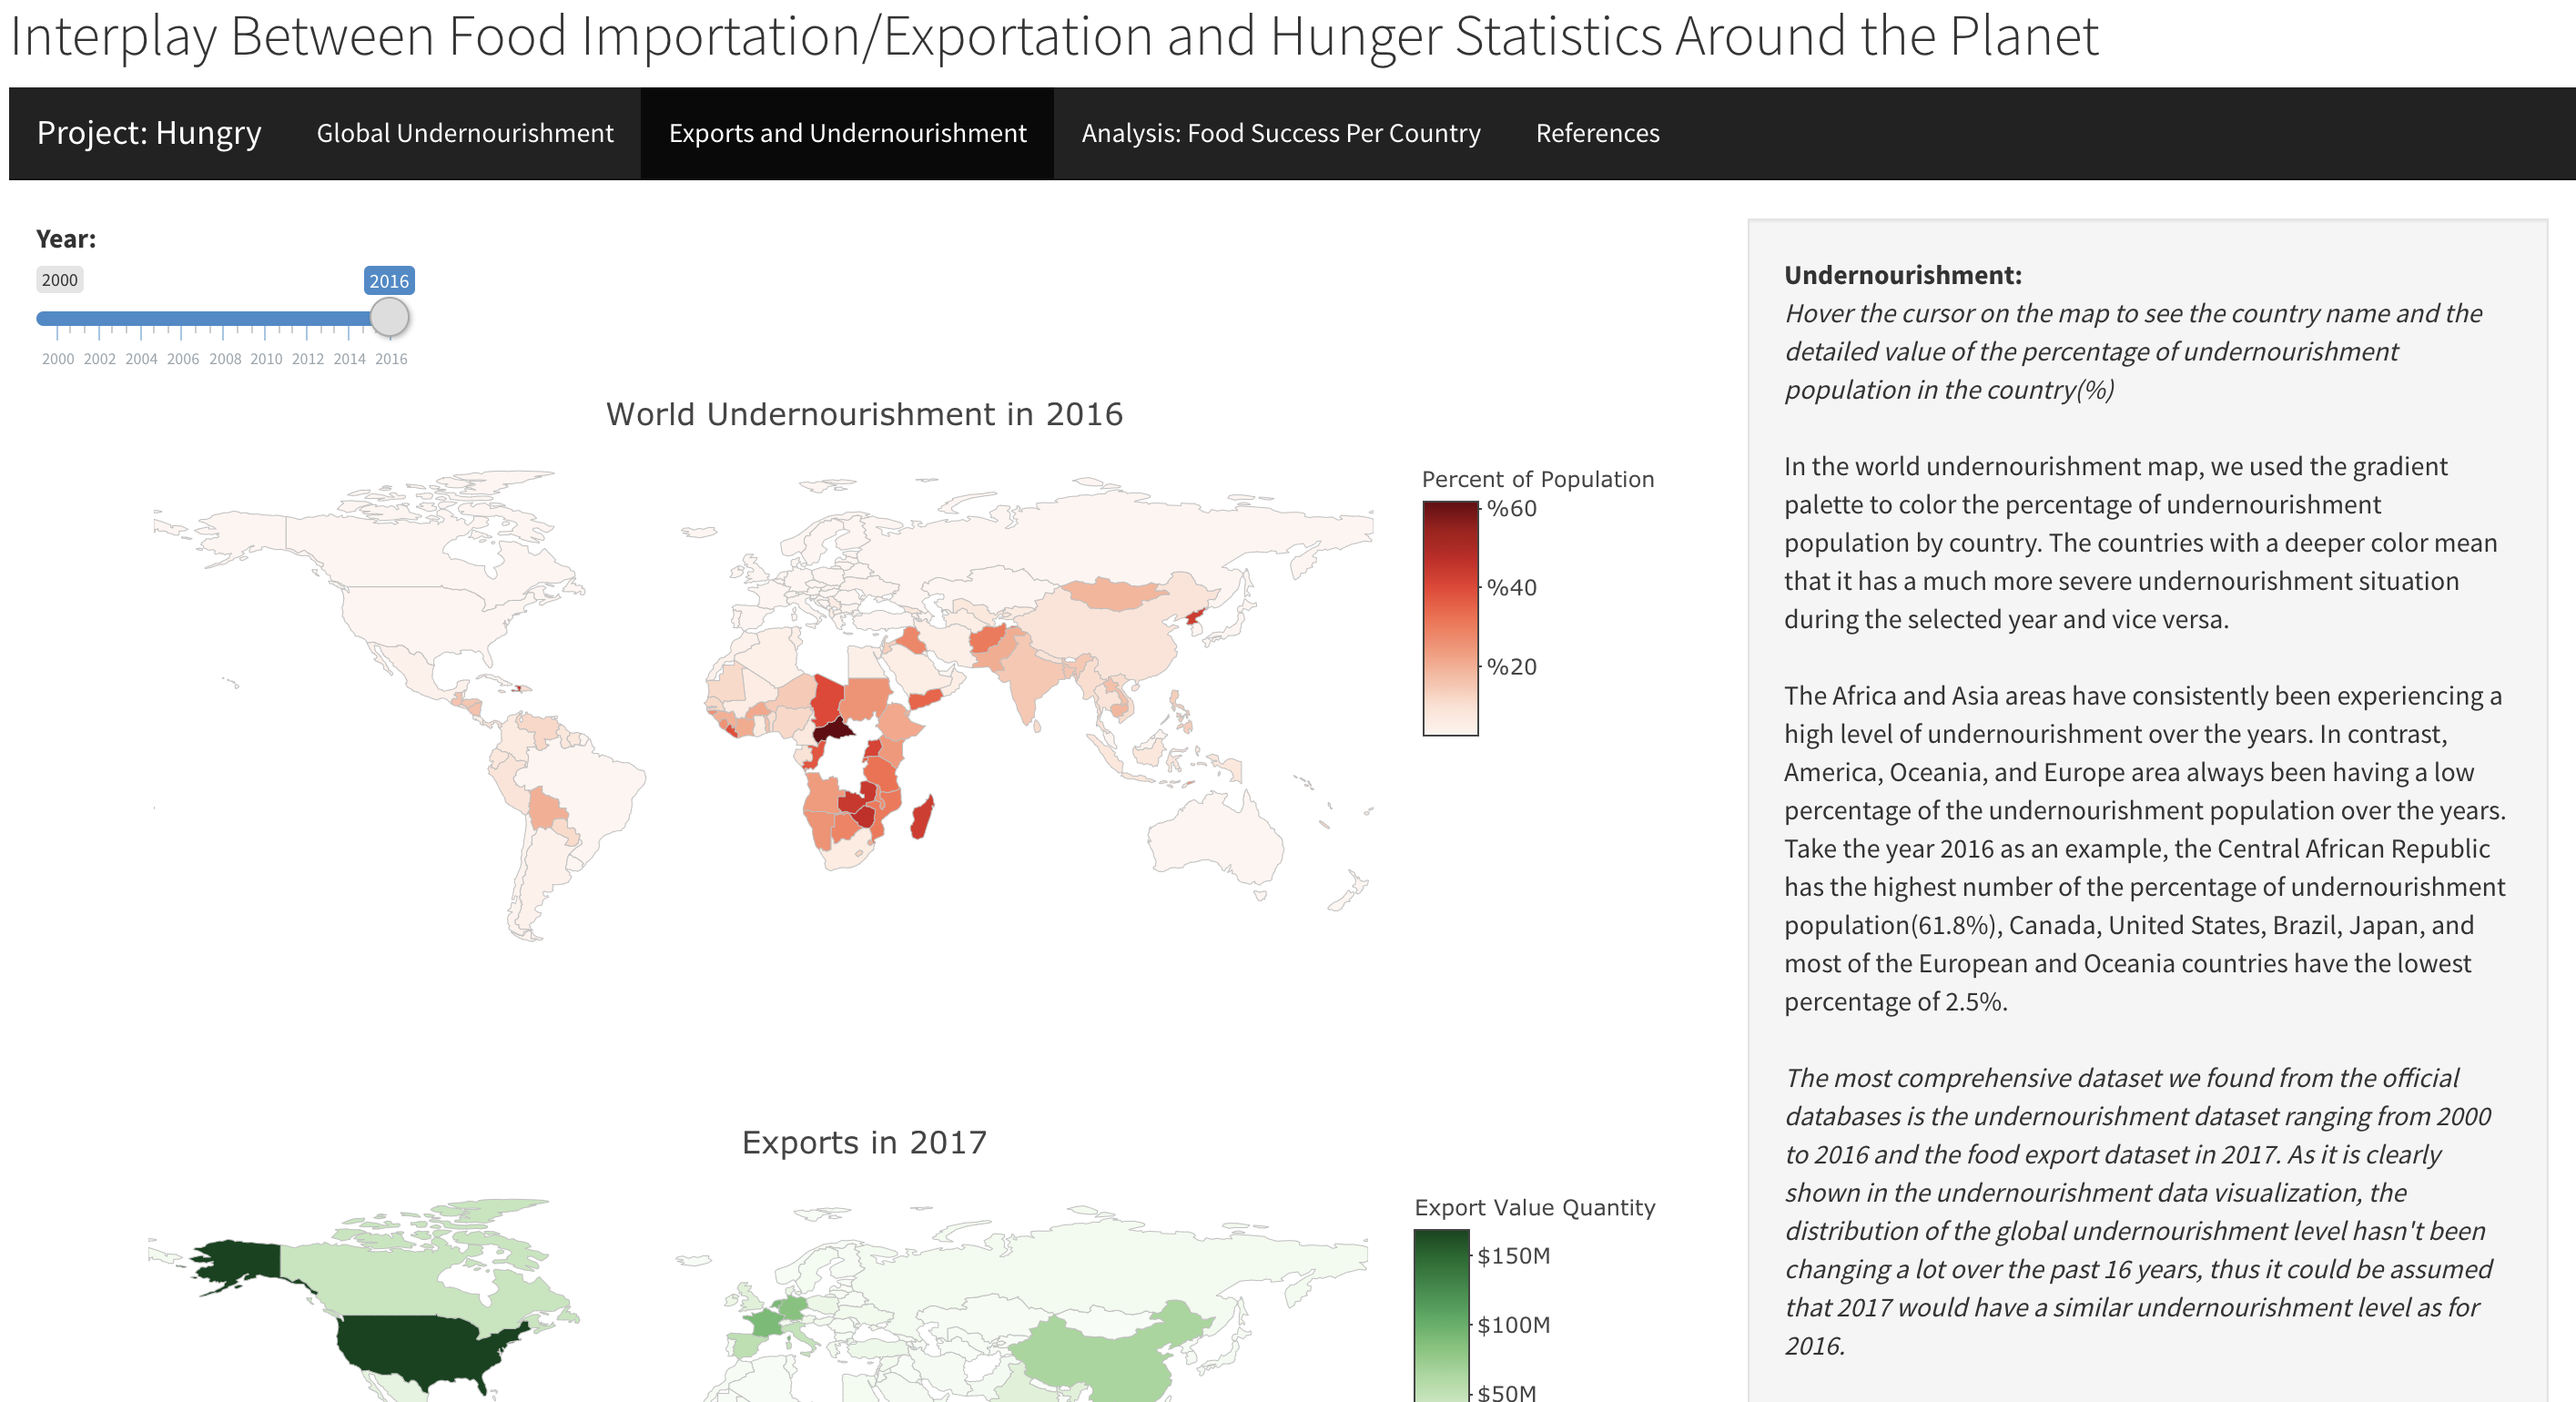 Interplay Between Food Importation/Exportation and Hunger Statistics Around the Planet
Project: Hungry
Global Undernourishment
Exports and Undernourishment
Analysis: Food Success Per Country
References
Year:
2000
2016
2000 2002 2004 2006 2008 2010 2012 2014 2016
World Undernourishment in 2016
Percent of Population
%60
%40
%20
Exports in 2017
Export Value Quantity
$150M
$100M
$50M
Undernourishment:
Hover the cursor on the map to see the country name and the
detailed value of the percentage of undernourishment
population in the country(%)
In the world undernourishment map, we used the gradient
palette to color the percentage of undernourishment
population by country. The countries with a deeper color mean
that it has a much more severe undernourishment situation
during the selected year and vice versa.
The Africa and Asia areas have consistently been experiencing a
high level of undernourishment over the years. In contrast,
America, Oceania, and Europe area always been having a low
percentage of the undernourishment population over the years.
Take the year 2016 as an example, the Central African Republic
has the highest number of the percentage of undernourishment
population(61.8%), Canada, United States, Brazil, Japan, and
most of the European and Oceania countries have the lowest
percentage of 2.5%.
The most comprehensive dataset we found from the official
databases is the undernourishment dataset ranging from 2000
to 2016 and the food export dataset in 2017. As it is clearly
shown in the undernourishment data visualization, the
distribution of the global undernourishment level hasn't been
changing a lot over the past 16 years, thus it could be assumed
that 2017 would have a similar undernourishment level as for
2016.